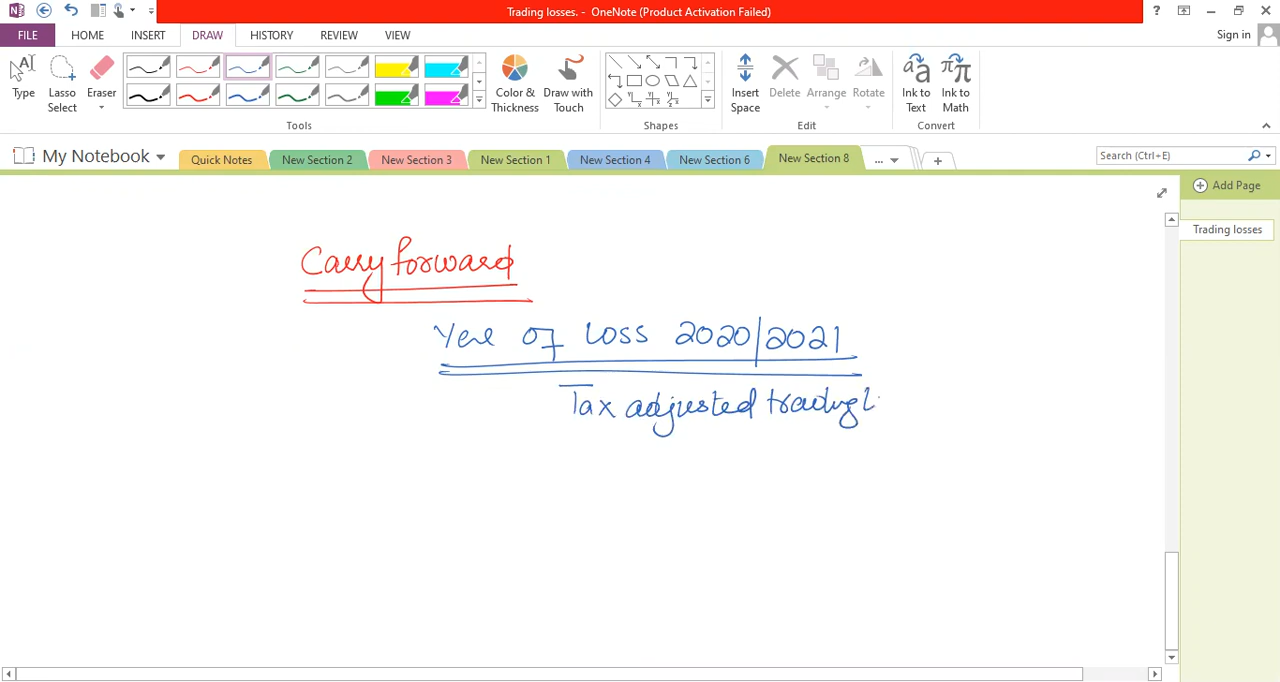 Trading losses. - OneNote (Product Activation Failed)
?
FILE HOME INSERT DRAW HISTORY REVIEW VIEW
Sign in
Type Lasso Select Eraser
Color & Thickness Draw with Touch
Insert Space Delete Arrange Rotate
Ink to Text Ink to Math
Tools Shapes Edit Convert
My Notebook Quick Notes New Section 2 New Section 3 New Section 1 New Section 4 New Section 6 New Section 8 ...
Search (Ctrl+E)
Add Page
Trading losses
Carry forward
of Loss 2020/2021
Tax adjusted trading l